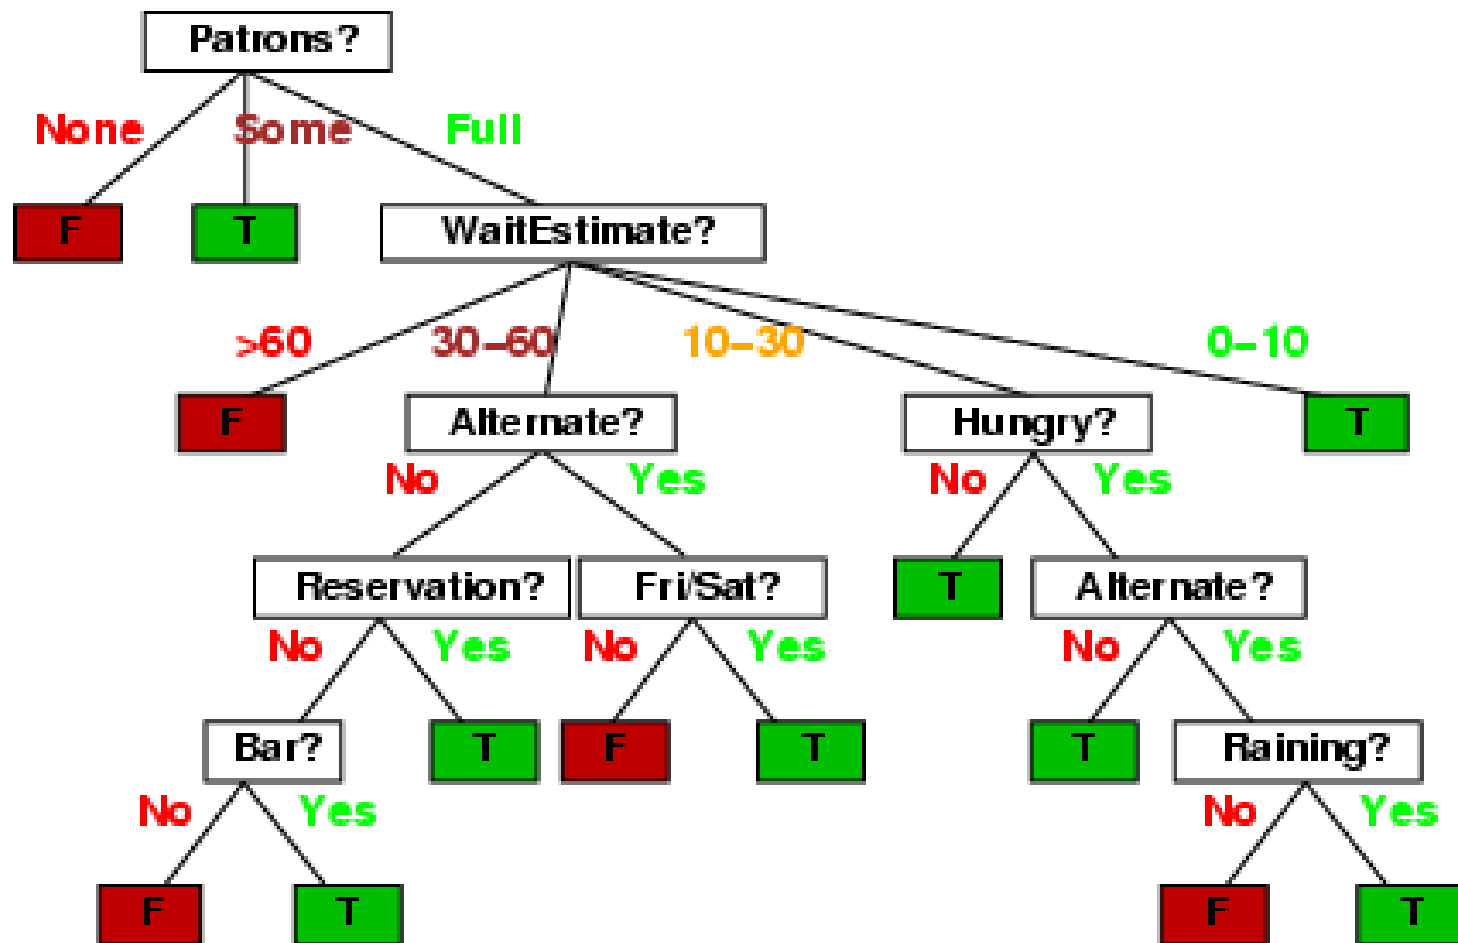 Patrons?
None Some Full
F T WaitEstimate?
>60 30–60 10–30 0–10
F Alternate? Hungry? T
No Yes No Yes
Reservation? Fri/Sat? T Alternate?
No Yes No Yes No Yes
Bar? T F T T Raining?
No Yes No Yes
F T F T